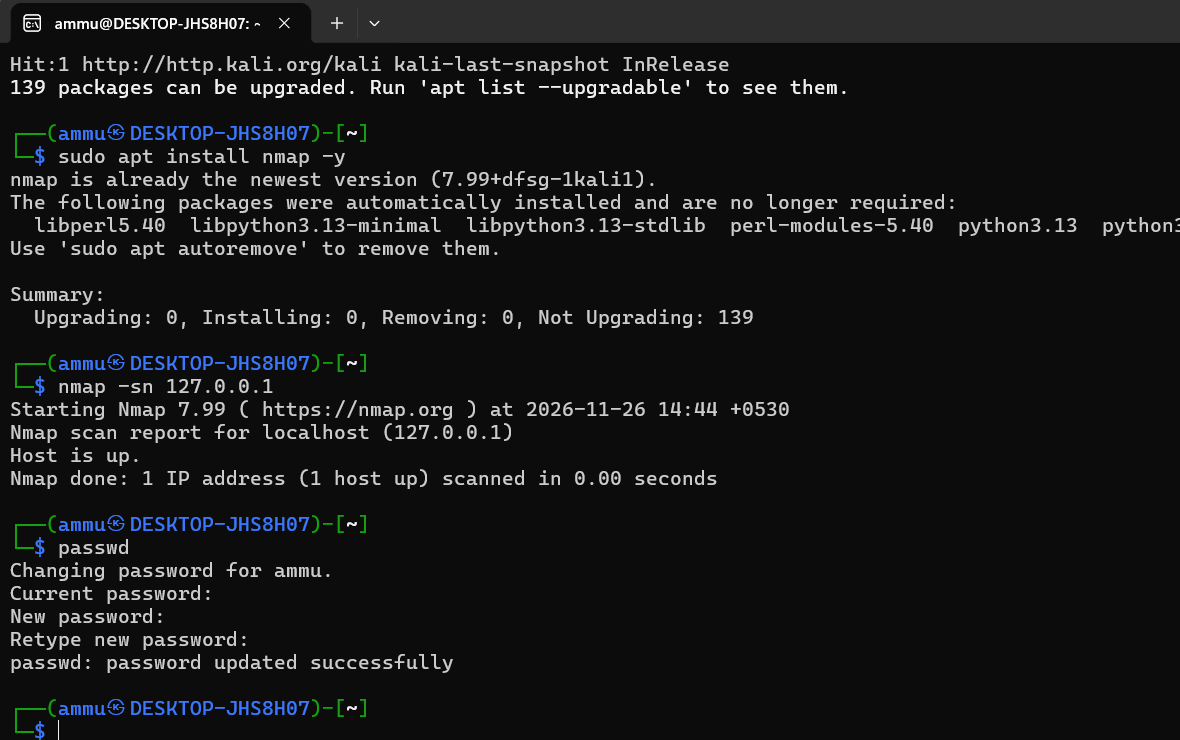 ammu@DESKTOP-JHS8H07: ~
Hit:1 http://http.kali.org/kali kali-last-snapshot InRelease
139 packages can be upgraded. Run 'apt list --upgradable' to see them.
┌──(ammu㉿DESKTOP-JHS8H07)-[~]
└─$ sudo apt install nmap -y
nmap is already the newest version (7.99+dfsg-1kali1).
The following packages were automatically installed and are no longer required:
  libperl5.40  libpython3.13-minimal  libpython3.13-stdlib  perl-modules-5.40  python3.13  python3
Use 'sudo apt autoremove' to remove them.
Summary:
  Upgrading: 0, Installing: 0, Removing: 0, Not Upgrading: 139
┌──(ammu㉿DESKTOP-JHS8H07)-[~]
└─$ nmap -sn 127.0.0.1
Starting Nmap 7.99 ( https://nmap.org ) at 2026-11-26 14:44 +0530
Nmap scan report for localhost (127.0.0.1)
Host is up.
Nmap done: 1 IP address (1 host up) scanned in 0.00 seconds
┌──(ammu㉿DESKTOP-JHS8H07)-[~]
└─$ passwd
Changing password for ammu.
Current password:
New password:
Retype new password:
passwd: password updated successfully
┌──(ammu㉿DESKTOP-JHS8H07)-[~]
└─$